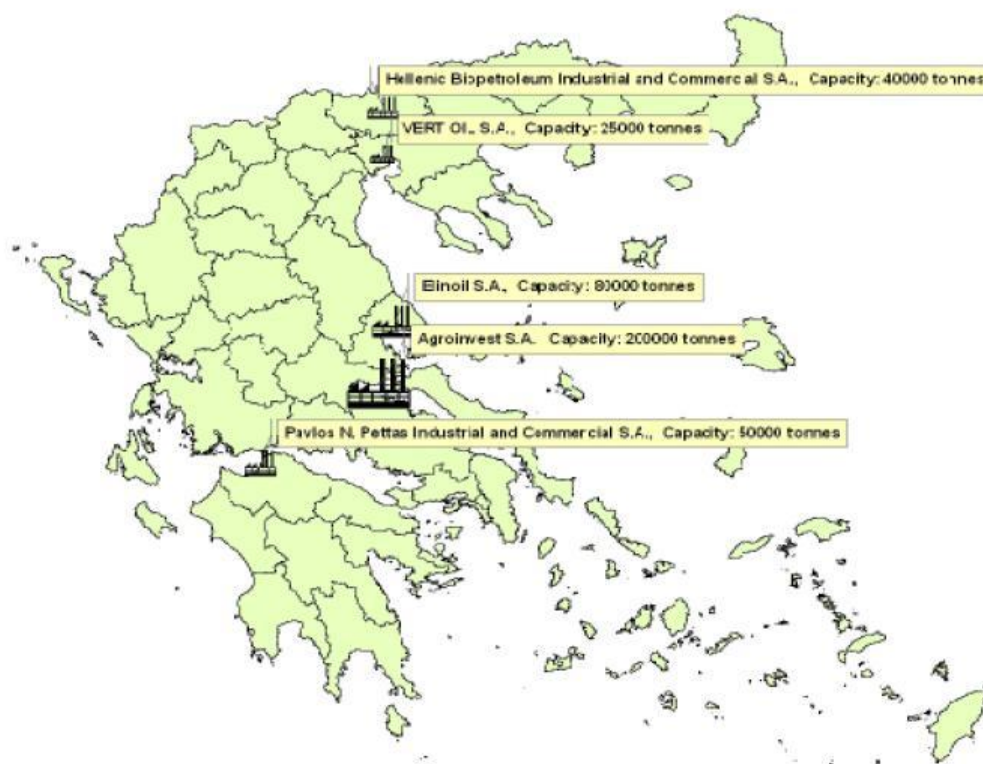 Hellenic Biopetroleum Industrial and Commercial S.A., Capacity: 40000 tonnes
VERT OIL S.A., Capacity: 25000 tonnes
Elinoil S.A., Capacity: 80000 tonnes
Agroinvest S.A. Capacity: 200000 tonnes
Pavlos N. Pettas Industrial and Commercial S.A., Capacity: 50000 tonnes